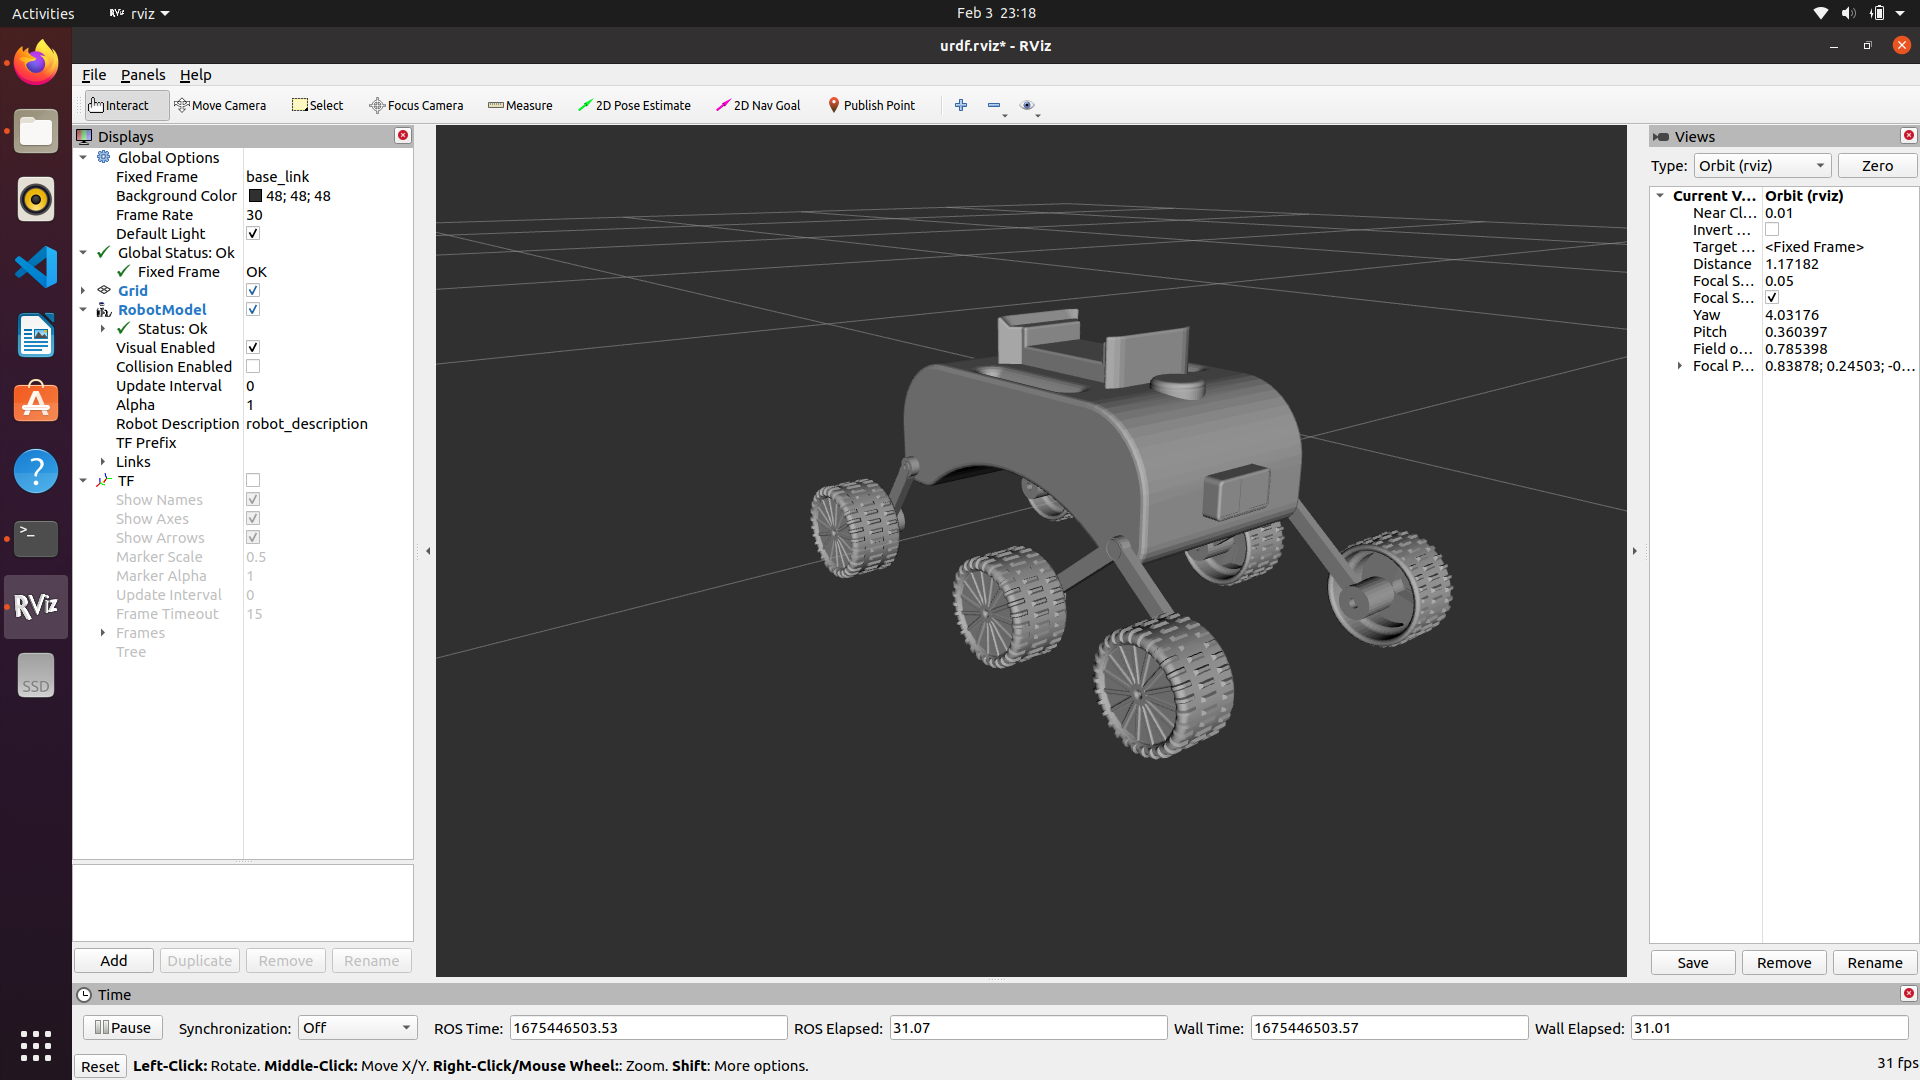 Activities rviz Feb 3 23:18
urdf.rviz* - RViz
File Panels Help
Interact Move Camera Select Focus Camera Measure 2D Pose Estimate 2D Nav Goal Publish Point
Displays
Global Options
Fixed Frame base_link
Background Color 48; 48; 48
Frame Rate 30
Default Light
Global Status: Ok
Fixed Frame OK
Grid
RobotModel
Status: Ok
Visual Enabled
Collision Enabled
Update Interval 0
Alpha 1
Robot Description robot_description
TF Prefix
Links
TF
Show Names
Show Axes
Show Arrows
Marker Scale 0.5
Marker Alpha 1
Update Interval 0
Frame Timeout 15
Frames
Tree
Add Duplicate Remove Rename
Views
Type: Orbit (rviz) Zero
Current V... Orbit (rviz)
Near Cl... 0.01
Invert ...
Target ... <Fixed Frame>
Distance 1.17182
Focal S... 0.05
Focal S...
Yaw 4.03176
Pitch 0.360397
Field o... 0.785398
Focal P... 0.83878; 0.24503; -0...
Save Remove Rename
RViz
SSD
Time
Pause Synchronization: Off ROS Time: 1675446503.53 ROS Elapsed: 31.07 Wall Time: 1675446503.57 Wall Elapsed: 31.01
Reset Left-Click: Rotate. Middle-Click: Move X/Y. Right-Click/Mouse Wheel:: Zoom. Shift: More options. 31 fps